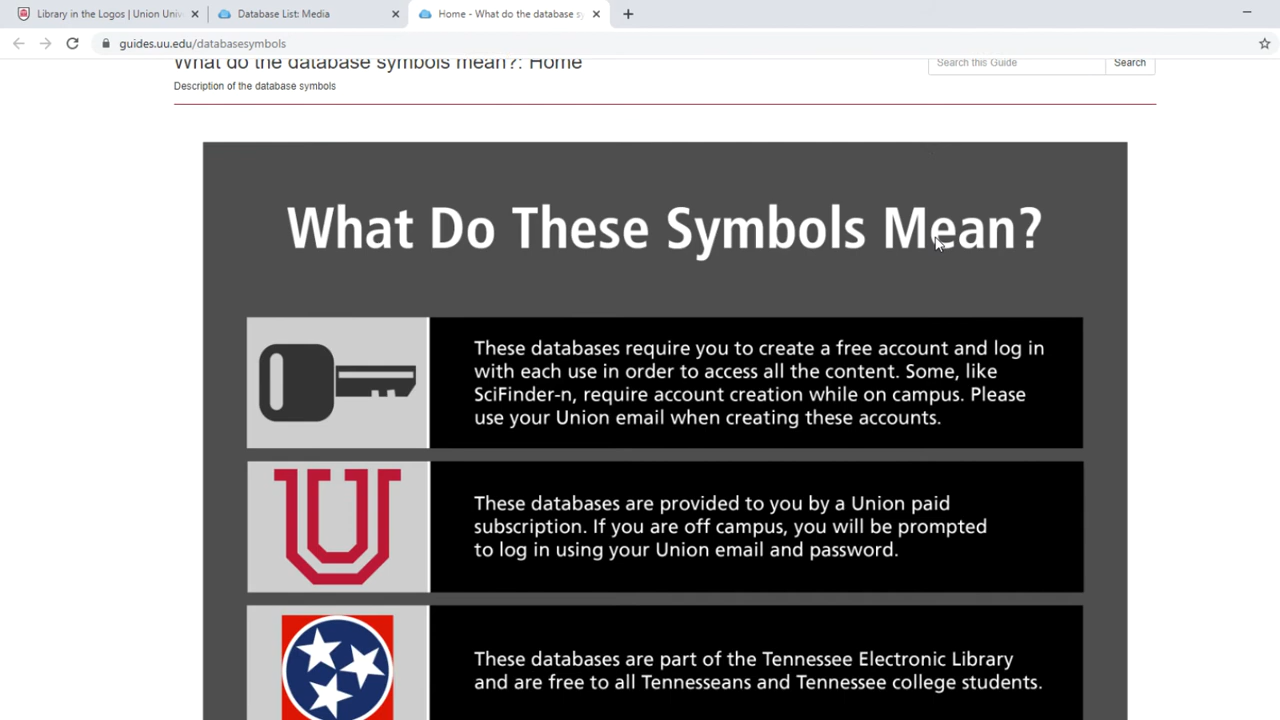 Library in the Logos | Union Univ
Database List: Media
Home - What do the database sy
guides.uu.edu/databasesymbols
What do the database symbols mean?: Home
Search this Guide
Search
Description of the database symbols
What Do These Symbols Mean?
These databases require you to create a free account and log in
with each use in order to access all the content. Some, like
SciFinder-n, require account creation while on campus. Please
use your Union email when creating these accounts.
These databases are provided to you by a Union paid
subscription. If you are off campus, you will be prompted
to log in using your Union email and password.
These databases are part of the Tennessee Electronic Library
and are free to all Tennesseans and Tennessee college students.